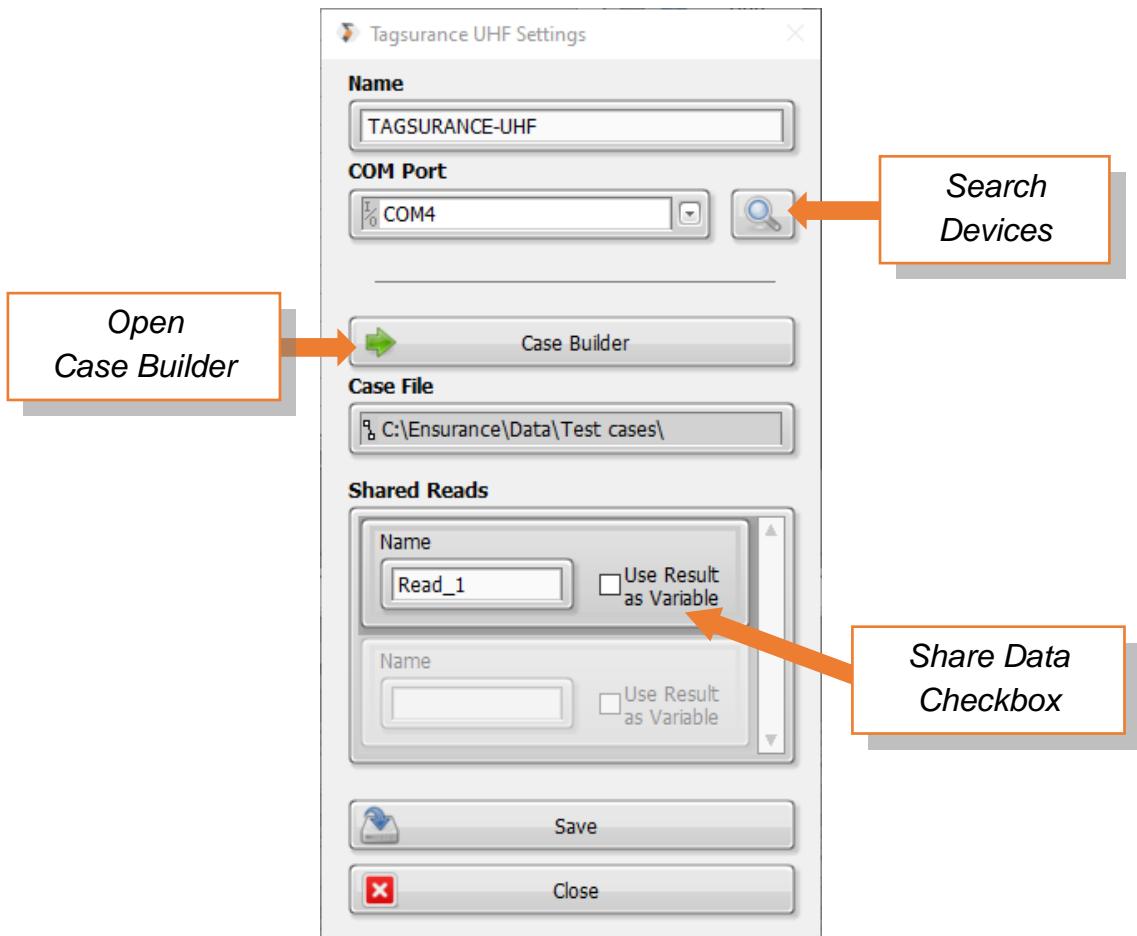 Tagsurance UHF Settings
Name
TAGSURANCE-UHF
COM Port
I/O COM4
Search
Devices
Open
Case Builder
Case Builder
Case File
C:\Ensurance\Data\Test cases\
Shared Reads
Name
Read_1
Use Result
as Variable
Name
Use Result
as Variable
Share Data
Checkbox
Save
Close